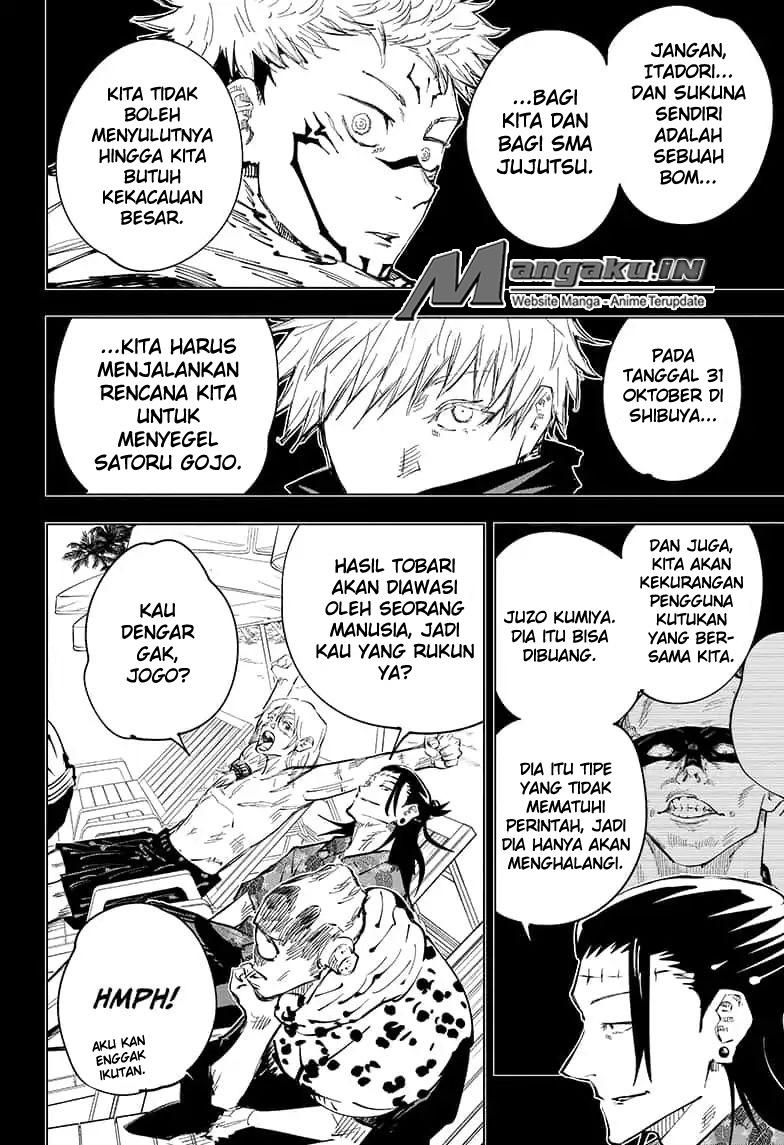 JANGAN,
ITADORI...
DAN SUKUNA
SENDIRI
ADALAH
SEBUAH
BOM...
...BAGI
KITA DAN
BAGI SMA
JUJUTSU.
KITA TIDAK
BOLEH
MENYULUTNYA
HINGGA KITA
BUTUH
KEKACAUAN
BESAR.
Mangaku.iN
Website Manga - Anime Terupdate
PADA
TANGGAL 31
OKTOBER DI
SHIBUYA...
...KITA HARUS
MENJALANKAN
RENCANA KITA
UNTUK
MENYEGEL
SATORU GOJO.
DAN JUGA,
KITA AKAN
KEKURANGAN
PENGGUNA
KUTUKAN
YANG BER-
SAMA KITA.
JUZO KUMIYA.
DIA ITU BISA
DIBUANG.
DIA ITU TIPE
YANG TIDAK
MEMATUHI
PERINTAH, JADI
DIA HANYA AKAN
MENGHALANGI.
HASIL TOBARI
AKAN DIAWASI
OLEH SEORANG
MANUSIA, JADI
KAU YANG RUKUN
YA?
KAU
DENGAR
GAK,
JOGO?
HMPH!
AKU KAN
ENGGAK
IKUTAN.